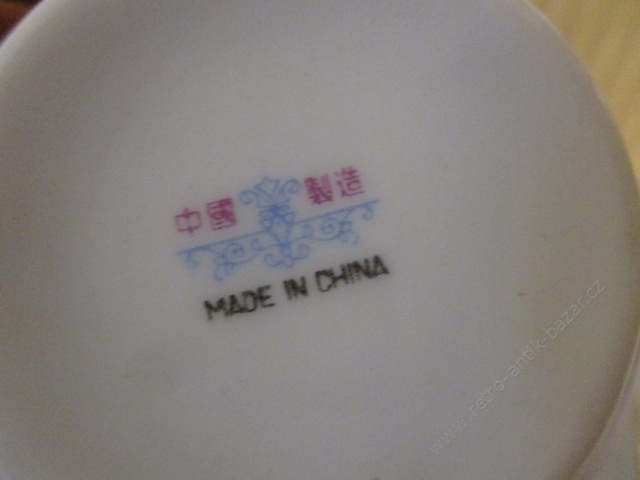 中國 製造
MADE IN CHINA
www.retro-antik-bazar.cz